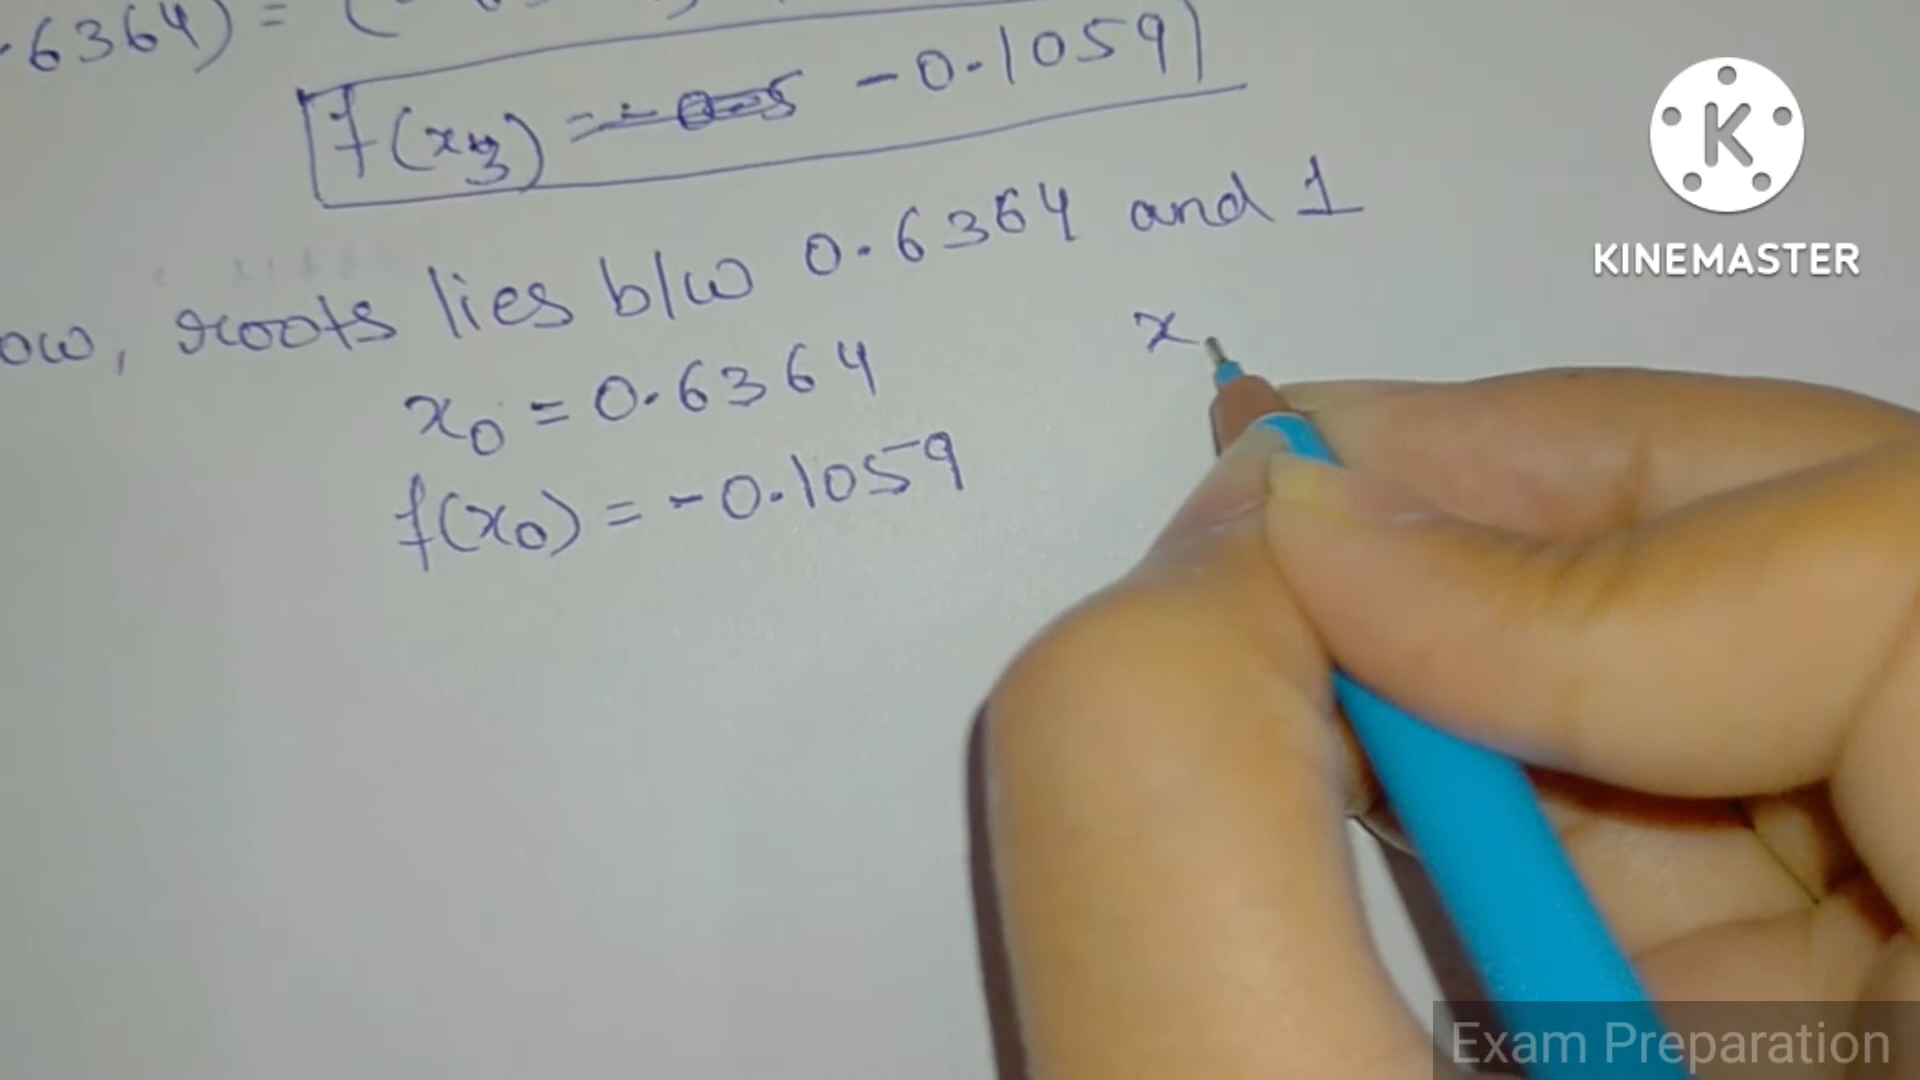 .6364) = (
f(x3) = -0.1059
ow, roots lies b/w 0.6364 and 1
x0 = 0.6364
x
f(x0) = -0.1059
K
KINEMASTER
Exam Preparation